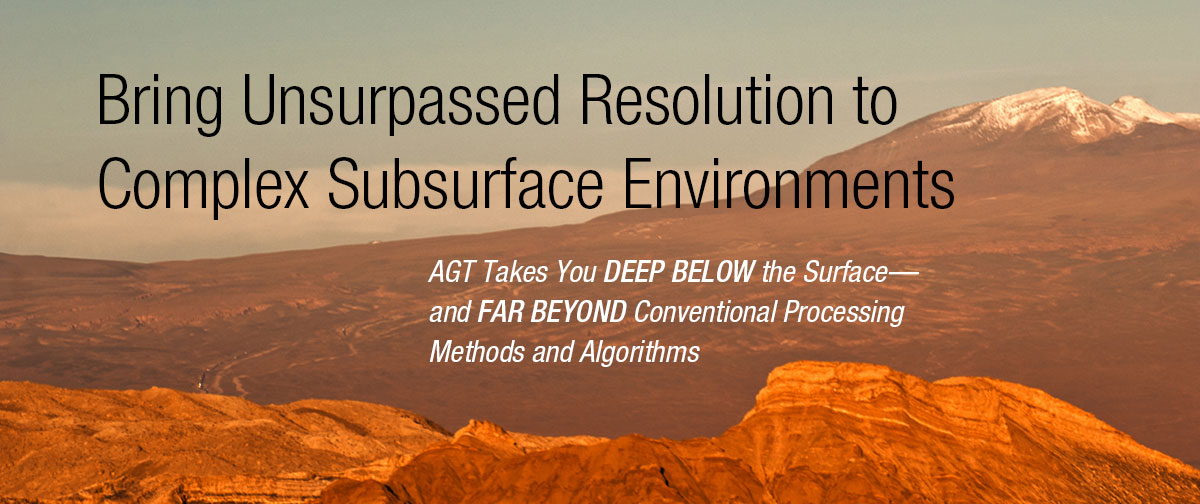 Bring Unsurpassed Resolution to
Complex Subsurface Environments
AGT Takes You DEEP BELOW the Surface—
and FAR BEYOND Conventional Processing
Methods and Algorithms